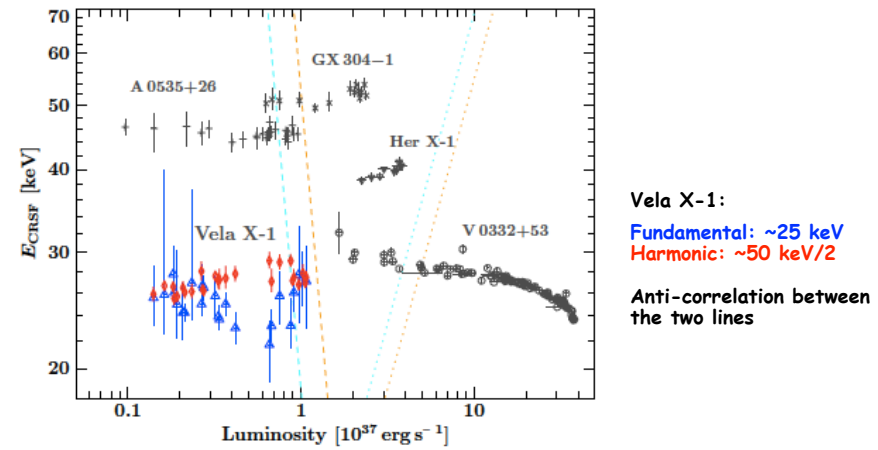 70
60
50
40
30
20
E_CRSF [keV]
A 0535+26
GX 304−1
Her X-1
Vela X-1
V 0332+53
0.1
1
10
Luminosity [10^37 erg s^−1]
Vela X-1:
Fundamental: ~25 keV
Harmonic: ~50 keV/2
Anti-correlation between
the two lines